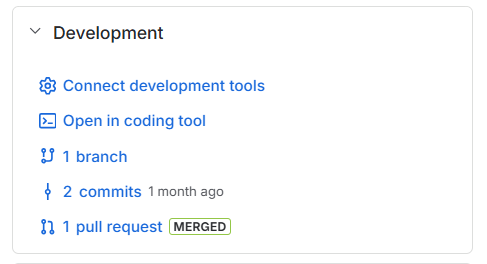 Development
Connect development tools
Open in coding tool
1 branch
2 commits 1 month ago
1 pull request MERGED